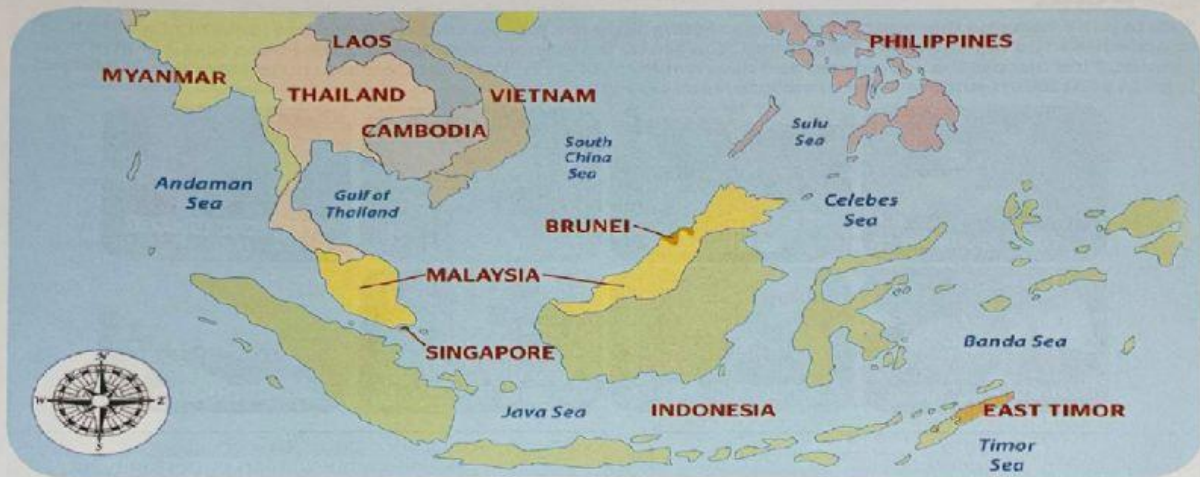 LAOS
PHILIPPINES
MYANMAR
THAILAND
VIETNAM
CAMBODIA
Sulu
Sea
South
China
Sea
Andaman
Sea
Gulf of
Thailand
Celebes
Sea
BRUNEI
MALAYSIA
SINGAPORE
Banda Sea
Java Sea
INDONESIA
EAST TIMOR
Timor
Sea
N
W
S